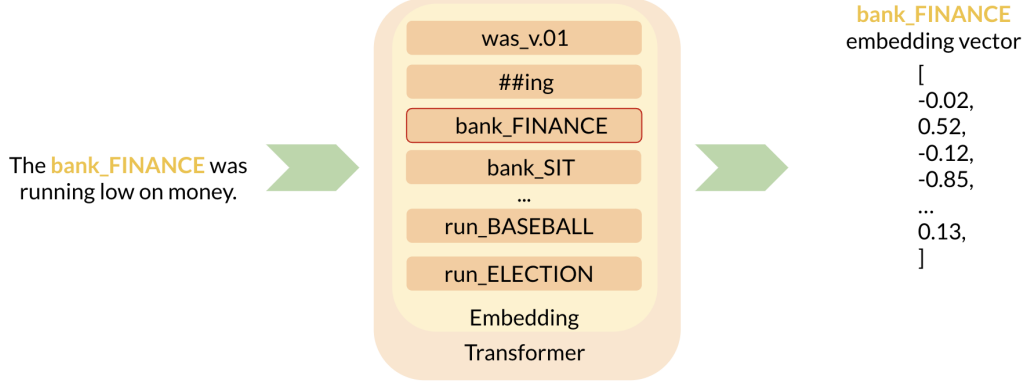 The bank_FINANCE was
running low on money.
was_v.01
##ing
bank_FINANCE
bank_SIT
...
run_BASEBALL
run_ELECTION
Embedding
Transformer
bank_FINANCE
embedding vector
[
-0.02,
0.52,
-0.12,
-0.85,
...
0.13,
]